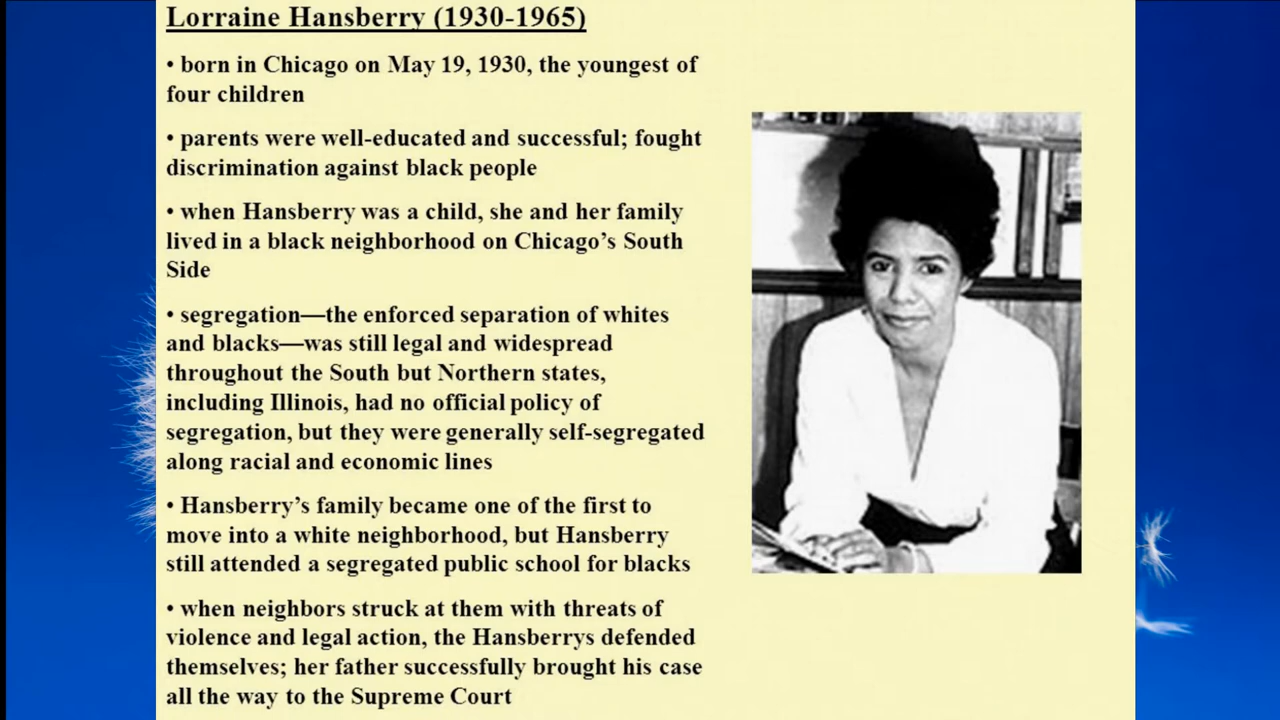 Lorraine Hansberry (1930-1965)
• born in Chicago on May 19, 1930, the youngest of
four children
• parents were well-educated and successful; fought
discrimination against black people
• when Hansberry was a child, she and her family
lived in a black neighborhood on Chicago’s South
Side
• segregation—the enforced separation of whites
and blacks—was still legal and widespread
throughout the South but Northern states,
including Illinois, had no official policy of
segregation, but they were generally self-segregated
along racial and economic lines
• Hansberry’s family became one of the first to
move into a white neighborhood, but Hansberry
still attended a segregated public school for blacks
• when neighbors struck at them with threats of
violence and legal action, the Hansberrys defended
themselves; her father successfully brought his case
all the way to the Supreme Court